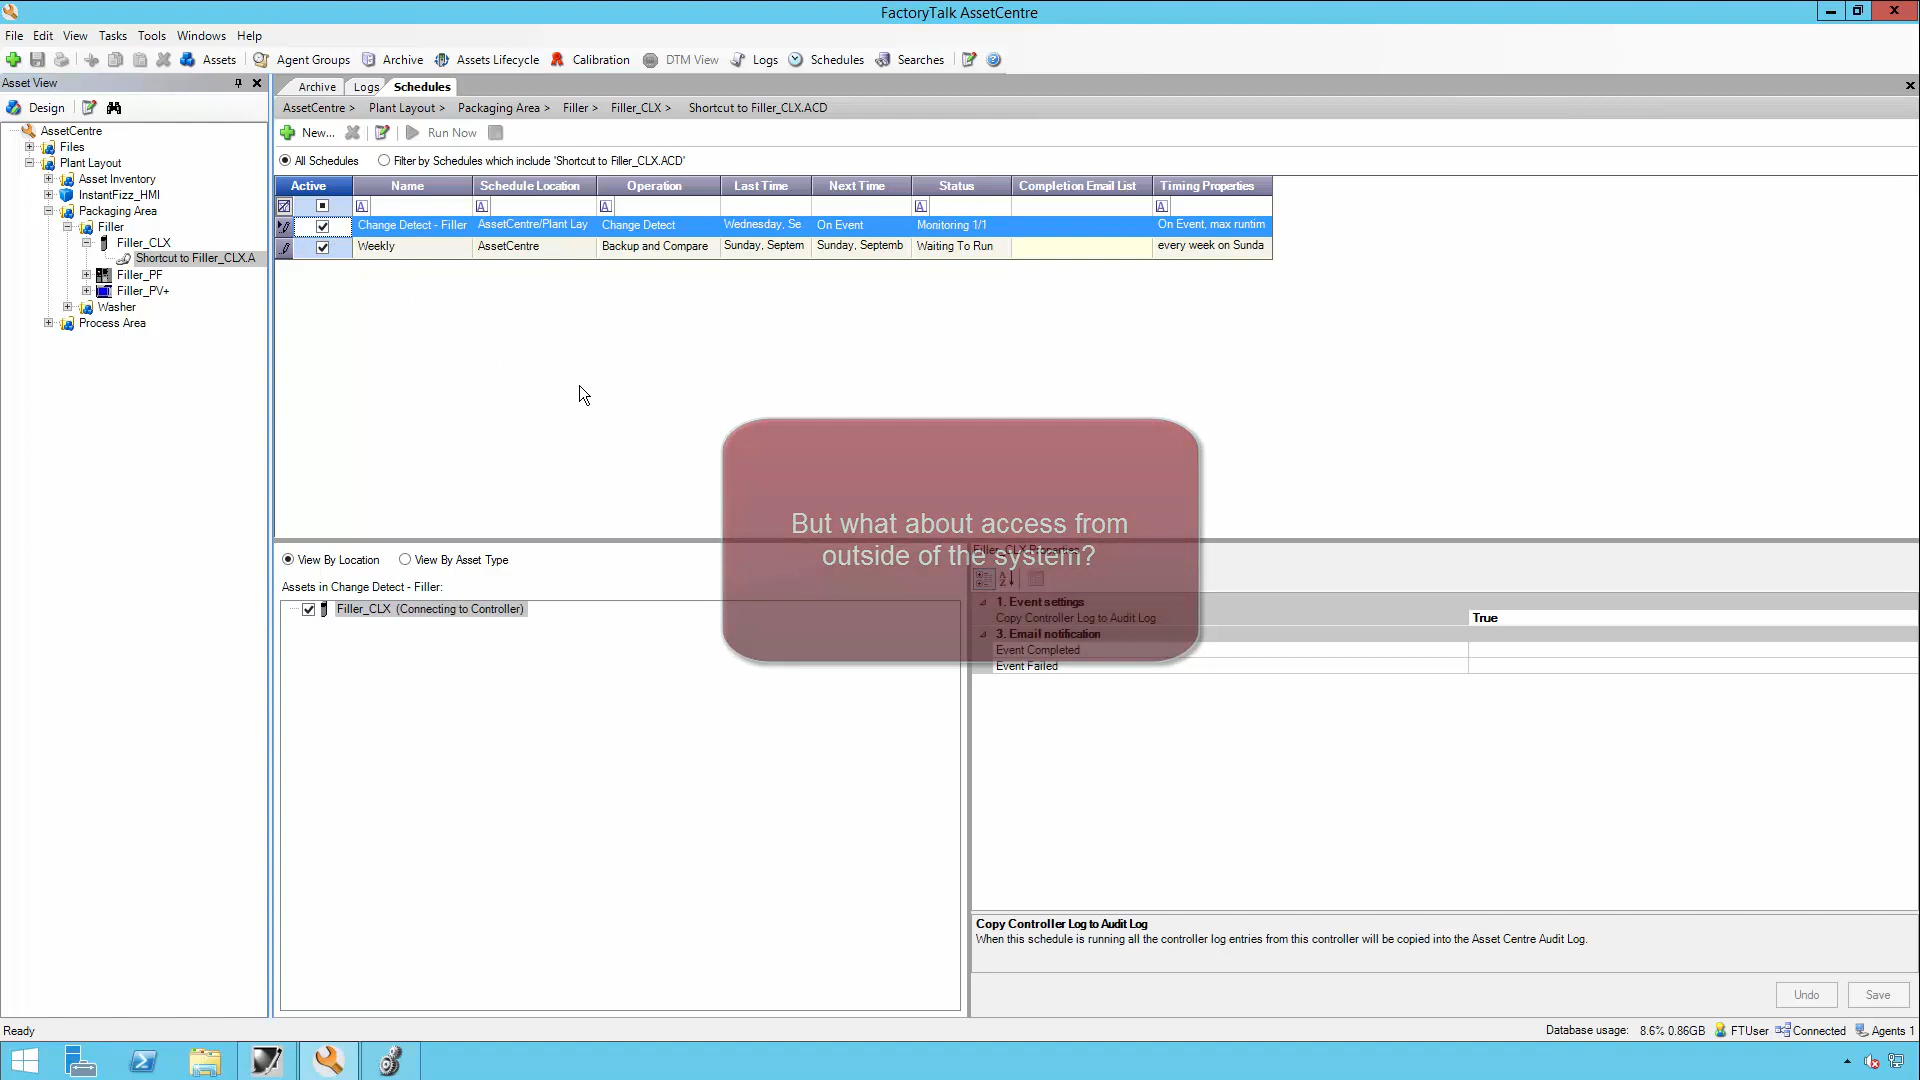 FactoryTalk AssetCentre
File Edit View Tasks Tools Windows Help
Assets Agent Groups Archive Assets Lifecycle Calibration DTM View Logs Schedules Searches
Asset View
Archive Logs Schedules
Design
AssetCentre > Plant Layout > Packaging Area > Filler > Filler_CLX > Shortcut to Filler_CLX.ACD
New... Run Now
All Schedules Filter by Schedules which include 'Shortcut to Filler_CLX.ACD'
AssetCentre
Files
Plant Layout
Asset Inventory
InstantFizz_HMI
Packaging Area
Filler
Filler_CLX
Shortcut to Filler_CLX.A
Filler_PF
Filler_PV+
Washer
Process Area
Active Name Schedule Location Operation Last Time Next Time Status Completion Email List Timing Properties
Change Detect - Filler AssetCentre/Plant Lay Change Detect Wednesday, Se On Event Monitoring 1/1 On Event, max runtim
Weekly AssetCentre Backup and Compare Sunday, Septem Sunday, Septemb Waiting To Run every week on Sunda
But what about access from
outside of the system?
View By Location View By Asset Type
Assets in Change Detect - Filler:
Filler_CLX (Connecting to Controller)
Filler_CLX Properties
1. Event settings
Copy Controller Log to Audit Log True
3. Email notification
Event Completed
Event Failed
Copy Controller Log to Audit Log
When this schedule is running all the controller log entries from this controller will be copied into the Asset Centre Audit Log.
Undo Save
Ready Database usage: 8.6% 0.86GB FTUser Connected Agents 1